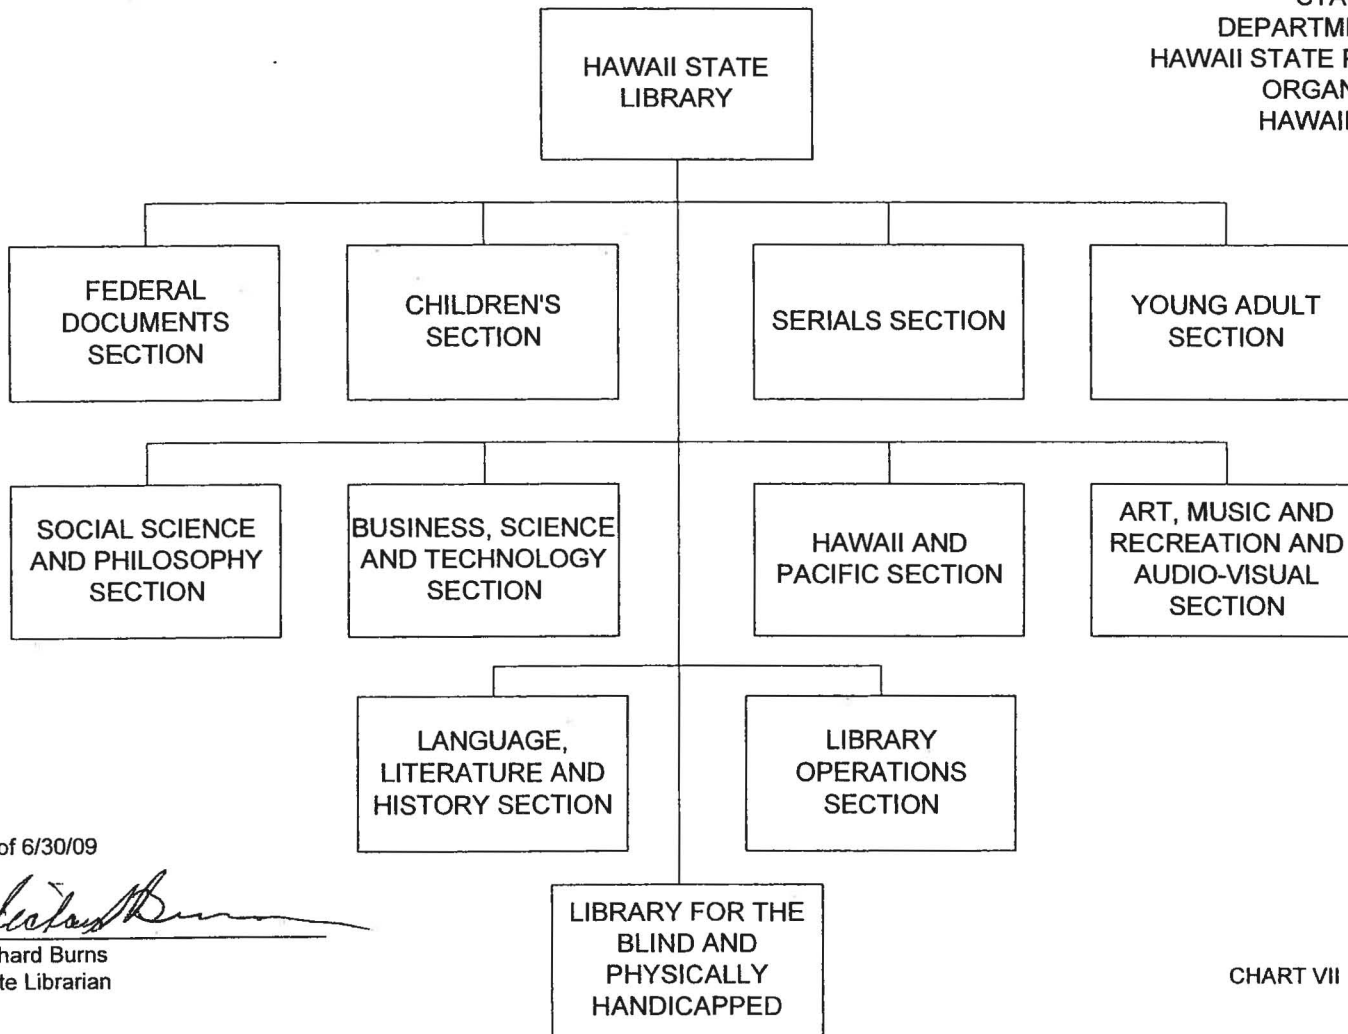 HAWAII STATE
LIBRARY
DEPARTM
HAWAII STATE
ORGAN
HAWAII
FEDERAL
DOCUMENTS
SECTION
CHILDREN'S
SECTION
SERIALS SECTION
YOUNG ADULT
SECTION
SOCIAL SCIENCE
AND PHILOSOPHY
SECTION
BUSINESS, SCIENCE
AND TECHNOLOGY
SECTION
HAWAII AND
PACIFIC SECTION
ART, MUSIC AND
RECREATION AND
AUDIO-VISUAL
SECTION
LANGUAGE,
LITERATURE AND
HISTORY SECTION
LIBRARY
OPERATIONS
SECTION
LIBRARY FOR THE
BLIND AND
PHYSICALLY
HANDICAPPED
of 6/30/09
hard Burns
te Librarian
CHART VII